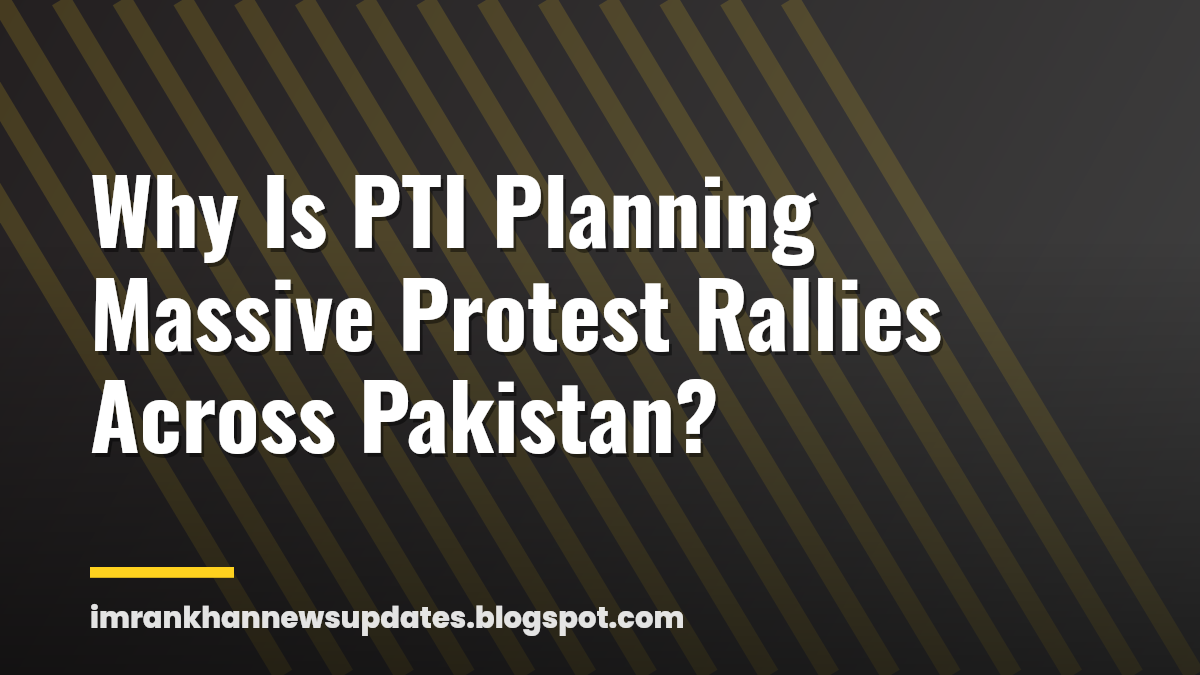 Why Is PTI Planning
Massive Protest Rallies
Across Pakistan?
imrankhannewsupdates.blogspot.com